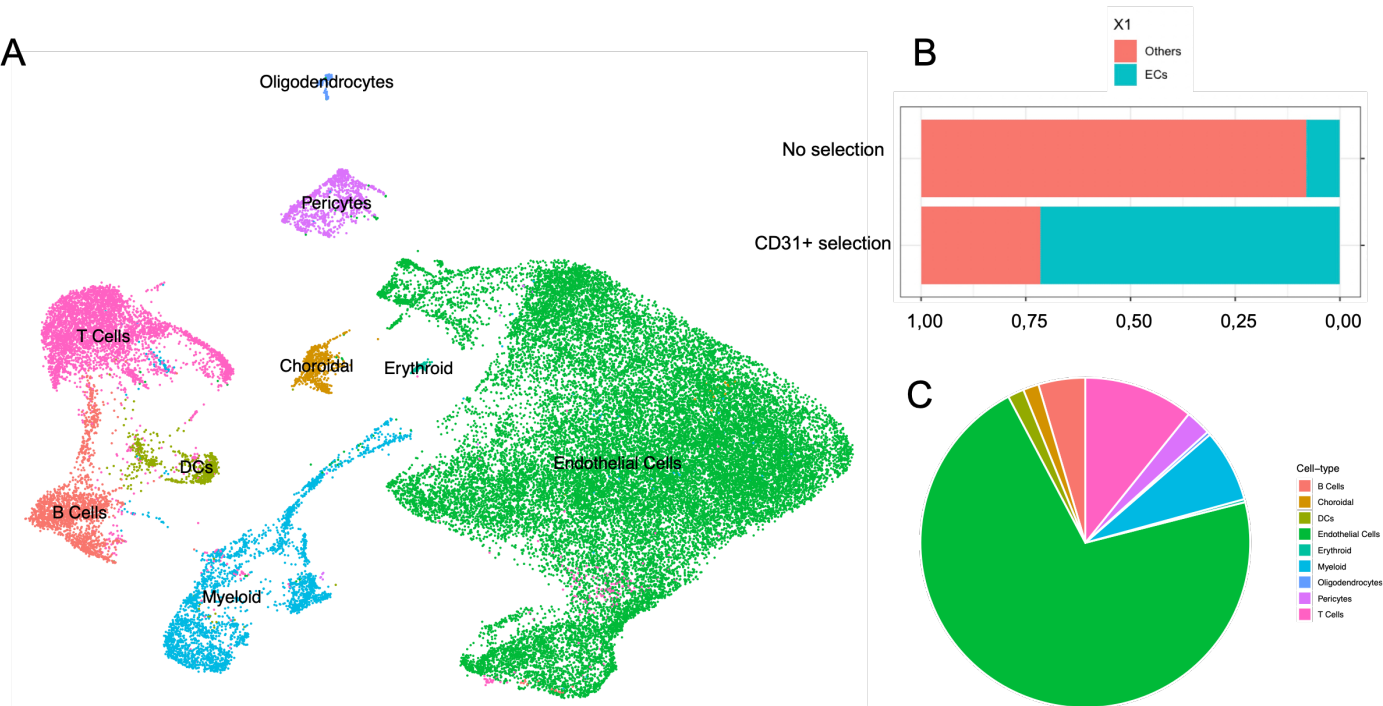 A
Oligodendrocytes
Pericytes
T Cells
Choroidal
Erythroid
DCs
Endothelial Cells
B Cells
Myeloid
B
X1
Others
ECs
No selection
CD31+ selection
1,00 0,75 0,50 0,25 0,00
C
Cell-type
B Cells
Choroidal
DCs
Endothelial Cells
Erythroid
Myeloid
Oligodendrocytes
Pericytes
T Cells